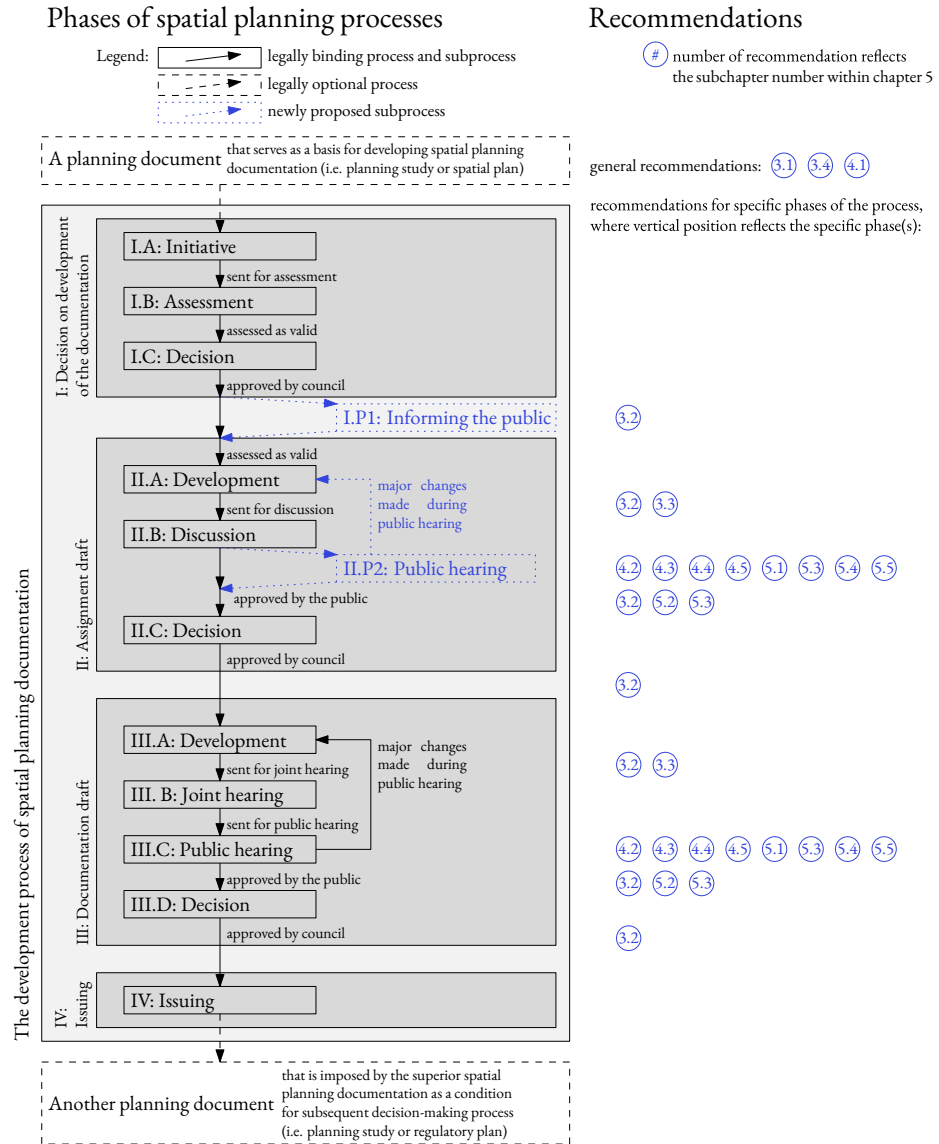 Phases of spatial planning processes
Recommendations
Legend:
legally binding process and subprocess
legally optional process
newly proposed subprocess
# number of recommendation reflects
the subchapter number within chapter 5
A planning document
that serves as a basis for developing spatial planning
documentation (i.e. planning study or spatial plan)
general recommendations: 3.1 3.4 4.1
recommendations for specific phases of the process,
where vertical position reflects the specific phase(s):
The development process of spatial planning documentation
I: Decision on development
of the documentation
I.A: Initiative
sent for assessment
I.B: Assessment
assessed as valid
I.C: Decision
approved by council
I.P1: Informing the public
3.2
II: Assignment draft
assessed as valid
II.A: Development
major changes
made during
public hearing
3.2 3.3
sent for discussion
II.B: Discussion
II.P2: Public hearing
4.2 4.3 4.4 4.5 5.1 5.3 5.4 5.5
approved by the public
3.2 5.2 5.3
II.C: Decision
approved by council
3.2
III: Documentation draft
III.A: Development
major changes
made during
public hearing
3.2 3.3
sent for joint hearing
III. B: Joint hearing
sent for public hearing
III.C: Public hearing
4.2 4.3 4.4 4.5 5.1 5.3 5.4 5.5
approved by the public
3.2 5.2 5.3
III.D: Decision
approved by council
3.2
IV:
Issuing
IV: Issuing
Another planning document
that is imposed by the superior spatial
planning documentation as a condition
for subsequent decision-making process
(i.e. planning study or regulatory plan)